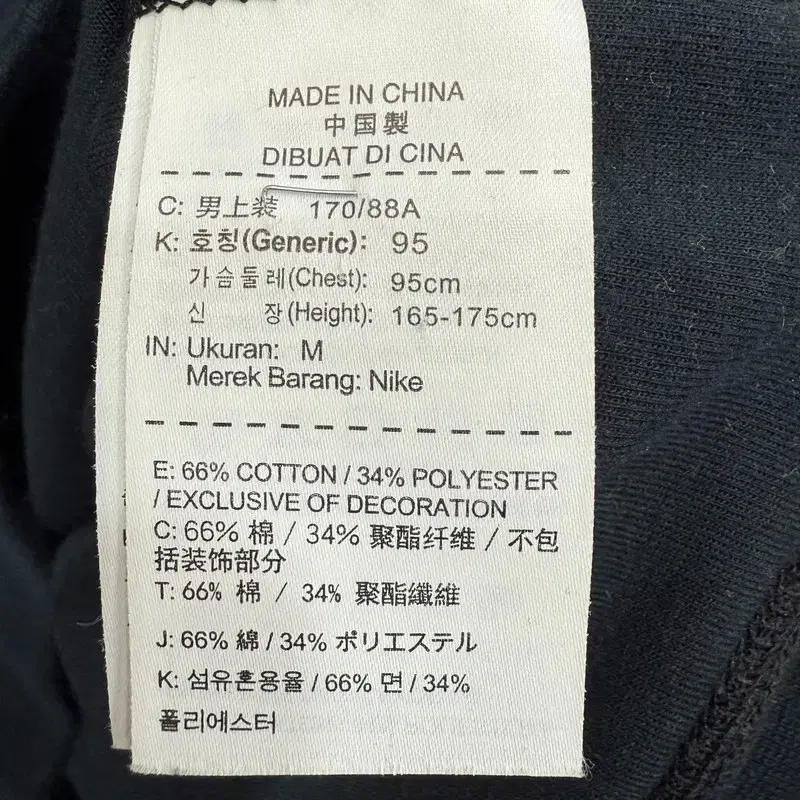 MADE IN CHINA
中国製
DIBUAT DI CINA
C: 男上装 170/88A
K: 호칭(Generic): 95
가슴둘레(Chest): 95cm
신 장(Height): 165-175cm
IN: Ukuran: M
Merek Barang: Nike
E: 66% COTTON / 34% POLYESTER
/ EXCLUSIVE OF DECORATION
C: 66% 棉 / 34% 聚酯纤维 / 不包
括装饰部分
T: 66% 棉 / 34% 聚酯纖維
J: 66% 綿 / 34% ポリエステル
K: 섬유혼용율 / 66% 면 / 34%
폴리에스터